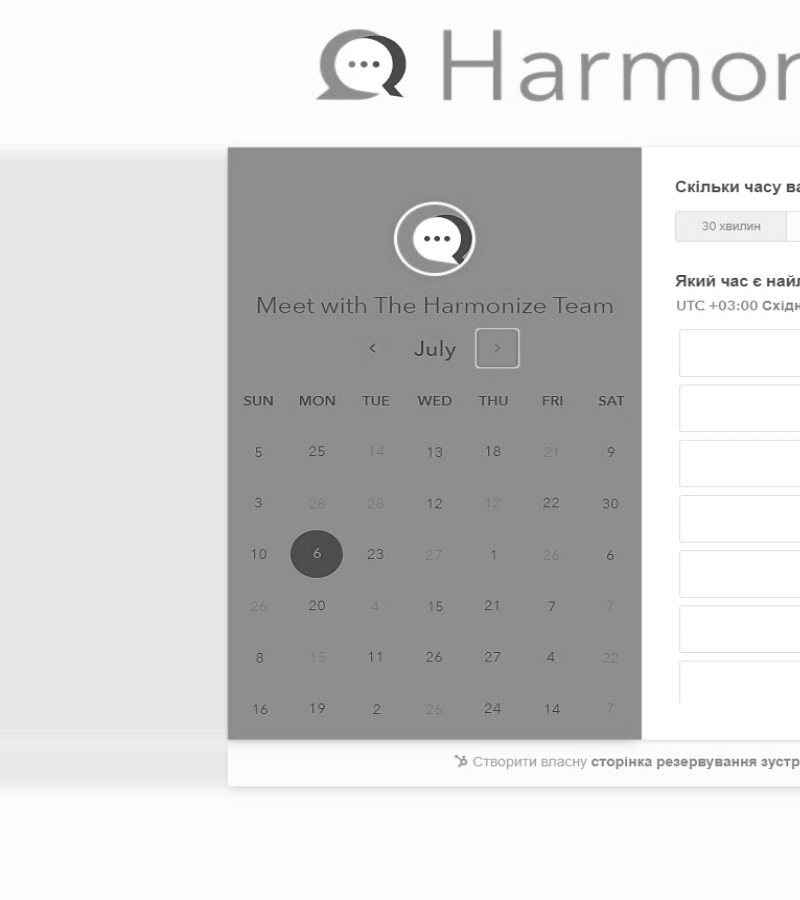 Harmon
Скільки часу ва
30 хвилин
Meet with The Harmonize Team
July
SUN MON TUE WED THU FRI SAT
5 25 14 13 18 21 9
3 28 28 12 12 22 30
10 6 23 27 1 26 6
26 20 4 15 21 7 7
8 15 11 26 27 4 22
16 19 2 26 24 14 7
Який час є найл
UTC +03:00 Східн
Створити власну сторінка резервування зустр